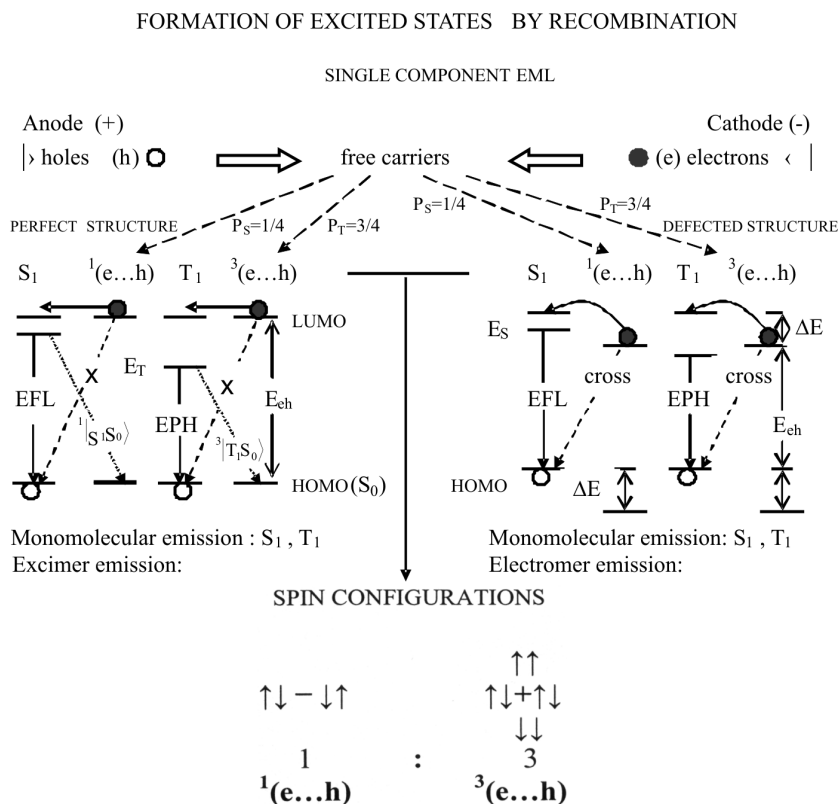 FORMATION OF EXCITED STATES BY RECOMBINATION
SINGLE COMPONENT EML
Anode (+)
Cathode (-)
|› holes (h)
free carriers
(e) electrons ‹ |
P_S=1/4
P_T=3/4
P_S=1/4
P_T=3/4
PERFECT STRUCTURE
DEFECTED STRUCTURE
S₁ ¹(e…h) T₁ ³(e…h)
S₁ ¹(e…h) T₁ ³(e…h)
LUMO
E_S
ΔE
E_T
X
X
cross
cross
EFL
EPH
E_eh
EFL
EPH
E_eh
¹|S¹S₀⟩
³|T₁S₀⟩
HOMO(S₀)
HOMO
ΔE
Monomolecular emission : S₁ , T₁
Excimer emission:
Monomolecular emission: S₁ , T₁
Electromer emission:
SPIN CONFIGURATIONS
↑↑
↑↓ − ↓↑
↑↓+↑↓
↓↓
1 : 3
¹(e…h) ³(e…h)